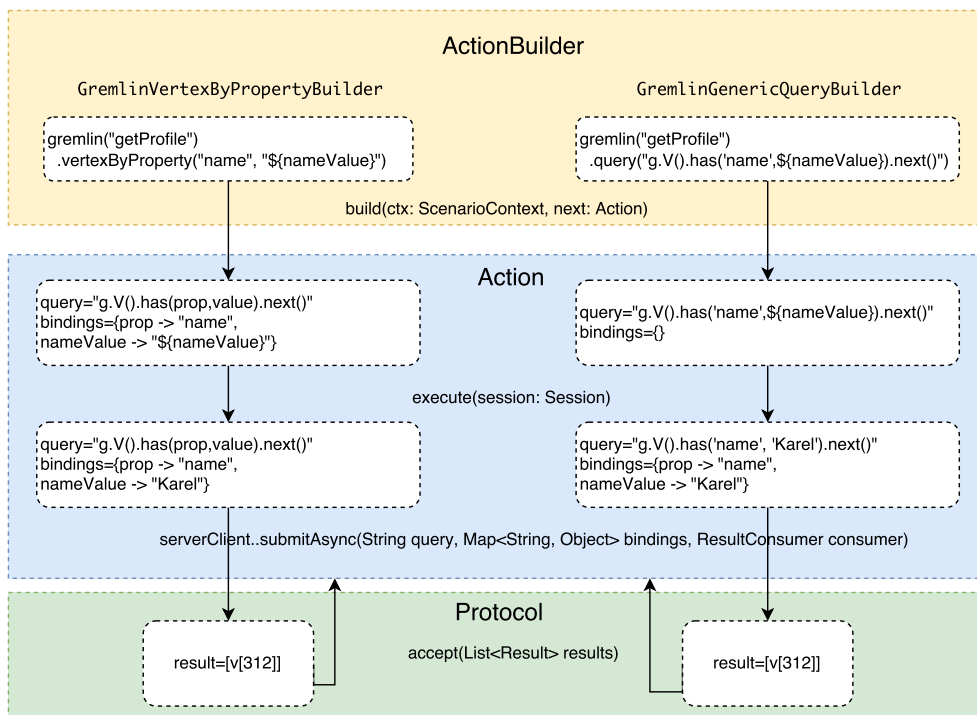 ActionBuilder
GremlinVertexByPropertyBuilder
GremlinGenericQueryBuilder
gremlin("getProfile")
.vertexByProperty("name", "${nameValue}")
gremlin("getProfile")
.query("g.V().has('name',${nameValue}).next()")
build(ctx: ScenarioContext, next: Action)
Action
query="g.V().has(prop,value).next()"
bindings={prop -> "name",
nameValue -> "${nameValue}"}
query="g.V().has('name',${nameValue}).next()"
bindings={}
execute(session: Session)
query="g.V().has(prop,value).next()"
bindings={prop -> "name",
nameValue -> "Karel"}
query="g.V().has('name', 'Karel').next()"
bindings={prop -> "name",
nameValue -> "Karel"}
serverClient..submitAsync(String query, Map<String, Object> bindings, ResultConsumer consumer)
Protocol
result=[v[312]]
accept(List<Result> results)
result=[v[312]]